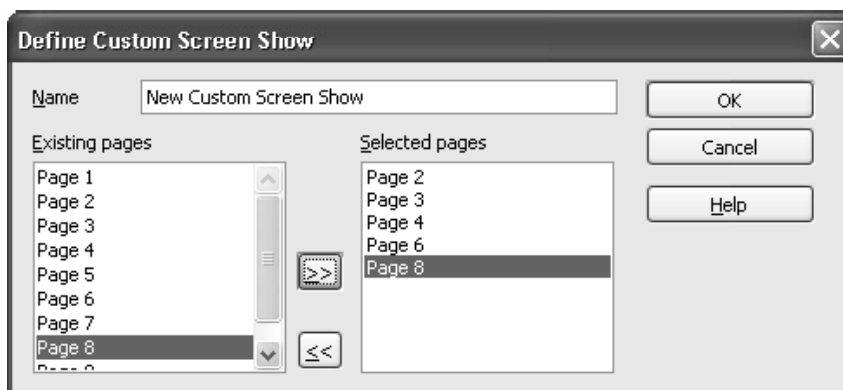 Define Custom Screen Show
Name
New Custom Screen Show
OK
Existing pages
Selected pages
Cancel
Page 1
Page 2
Page 3
Page 4
Page 5
Page 6
Page 7
Page 8
>>
<<
Page 2
Page 3
Page 4
Page 6
Page 8
Help